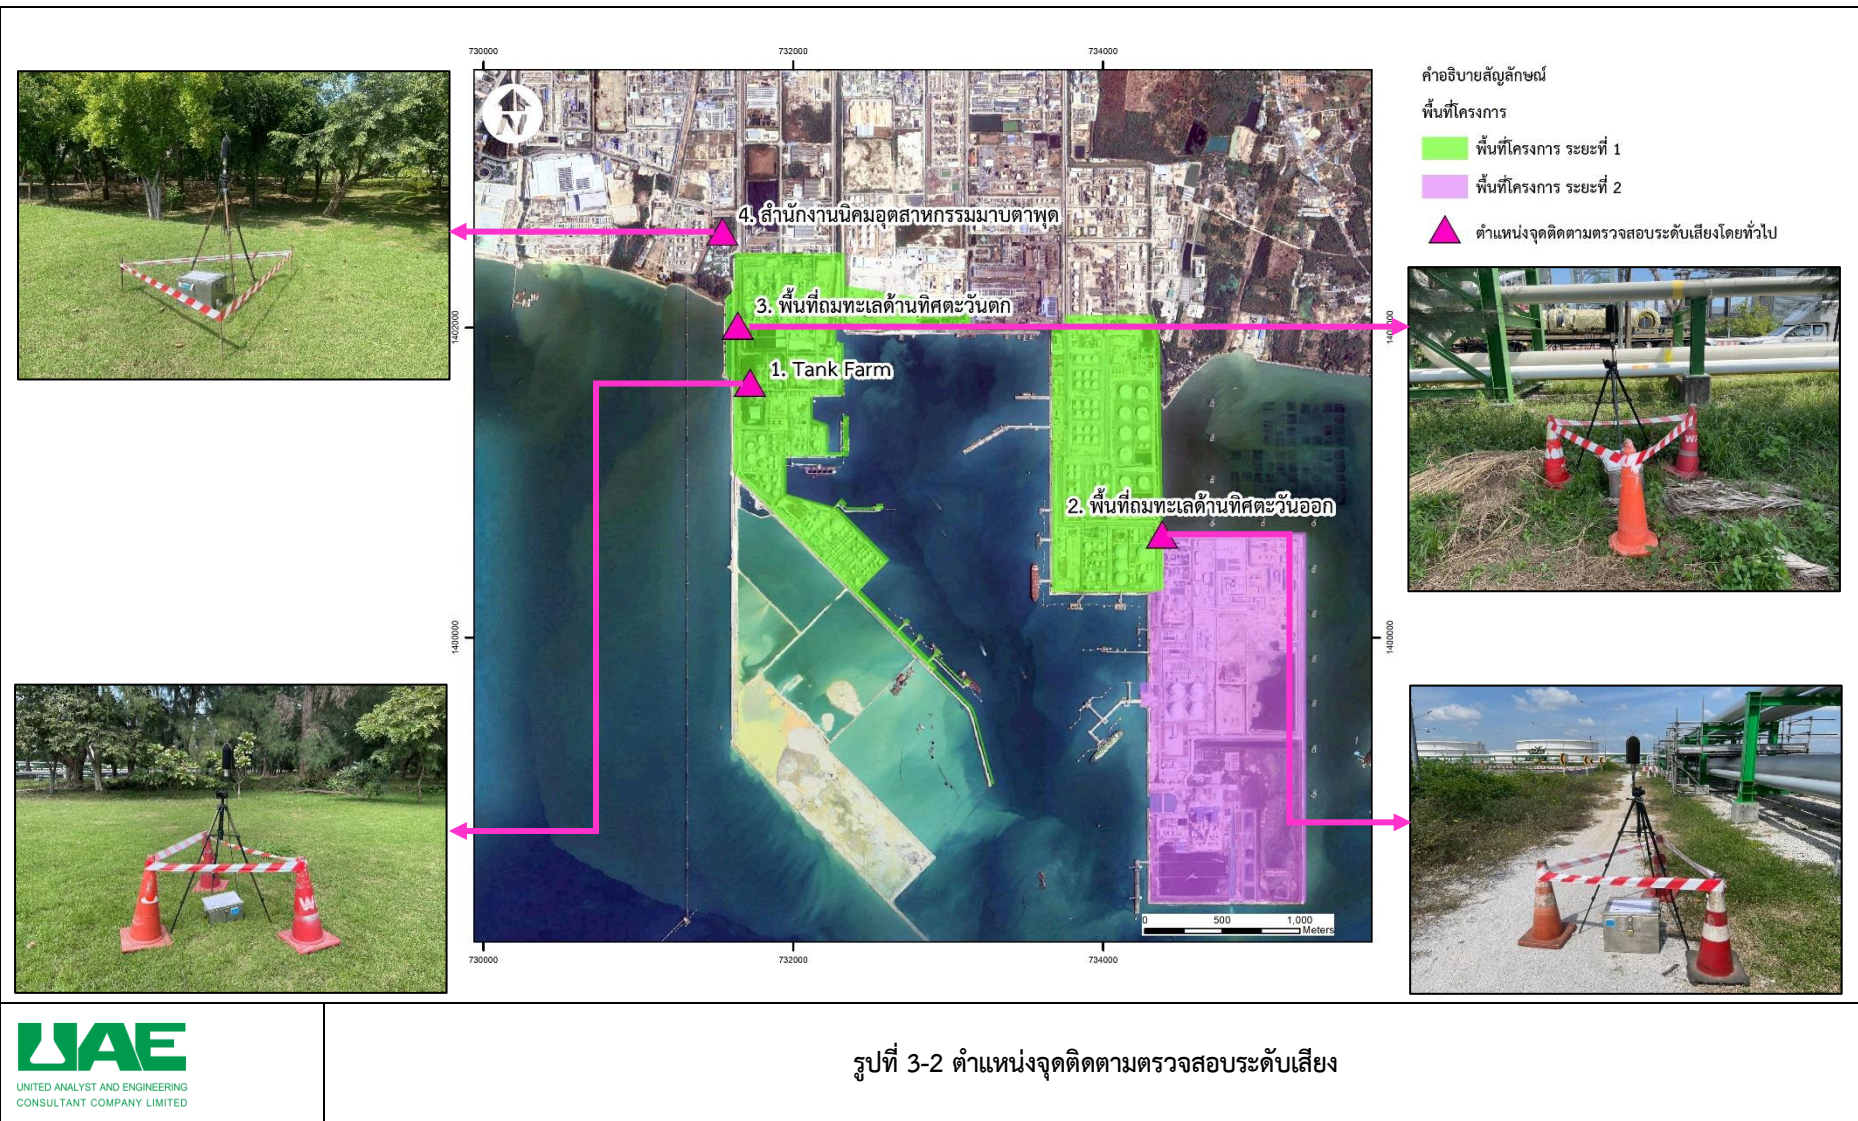 730000
732000
734000
คำอธิบายสัญลักษณ์
พื้นที่โครงการ
พื้นที่โครงการ ระยะที่ 1
พื้นที่โครงการ ระยะที่ 2
ตำแหน่งจุดติดตามตรวจสอบระดับเสียงโดยทั่วไป
4. สำนักงานนิคมอุตสาหกรรมมาบตาพุด
3. พื้นที่ถมทะเลด้านทิศตะวันตก
1402000
1. Tank Farm
2. พื้นที่ถมทะเลด้านทิศตะวันออก
1400000
1400000
0 500 1,000
Meters
730000
732000
734000
UAE
UNITED ANALYST AND ENGINEERING
CONSULTANT COMPANY LIMITED
รูปที่ 3-2 ตำแหน่งจุดติดตามตรวจสอบระดับเสียง